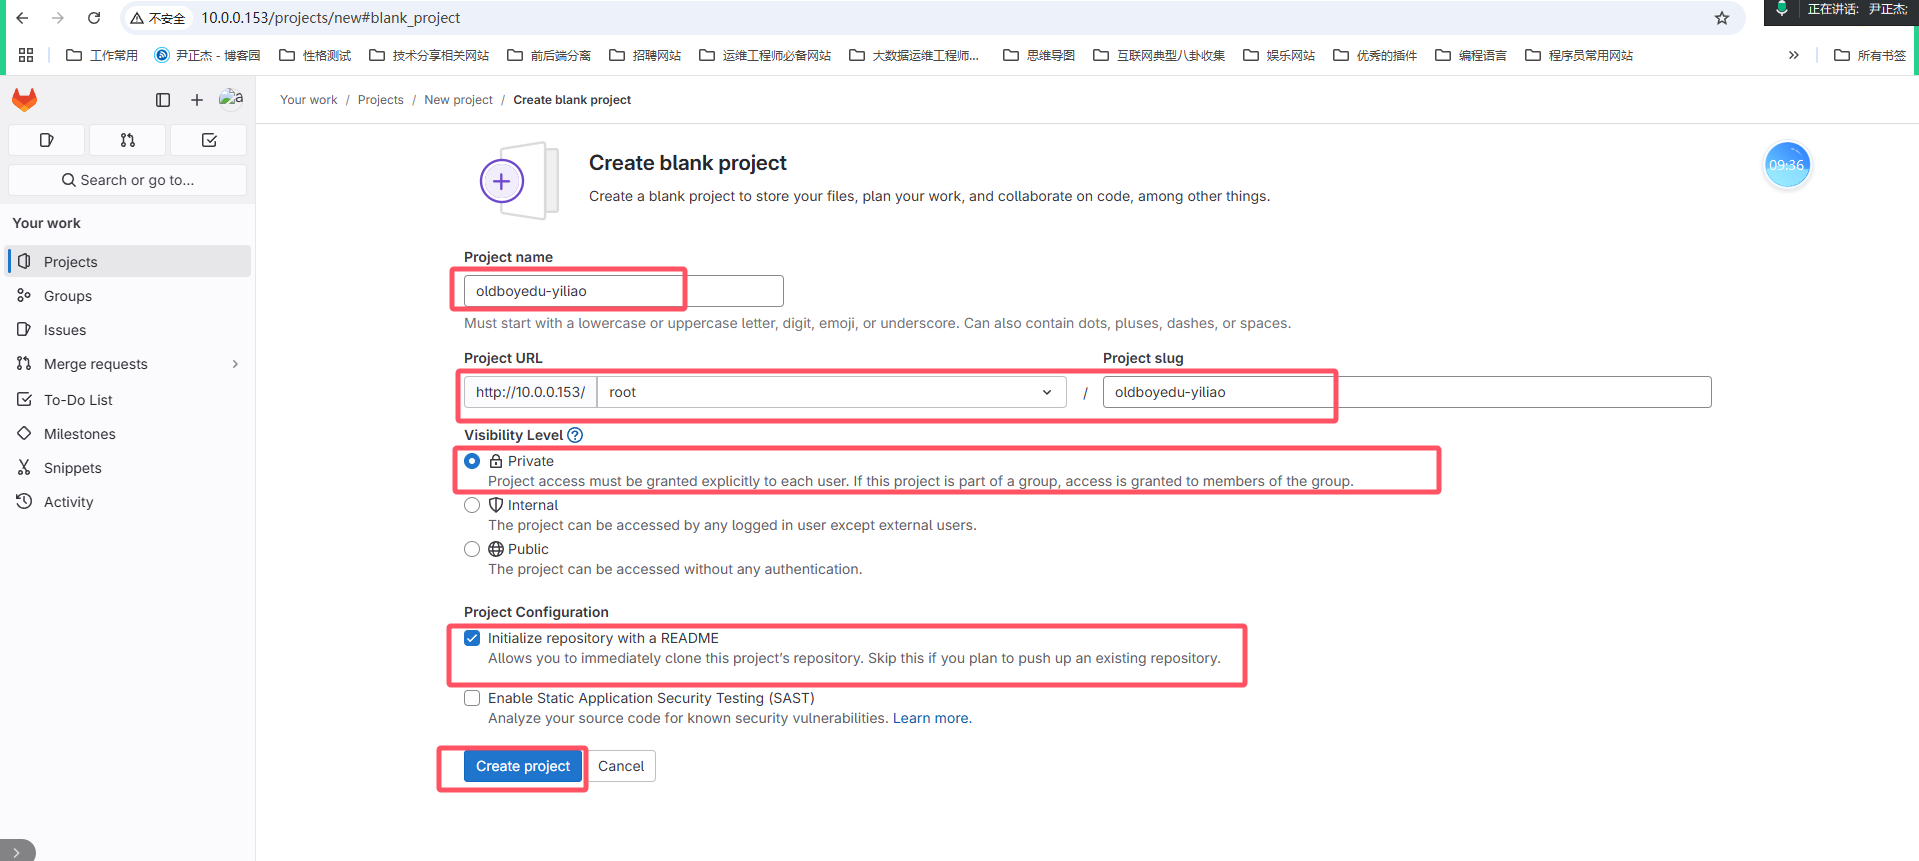 不安全 10.0.0.153/projects/new#blank_project
正在讲话: 尹正杰;
工作常用 尹正杰 - 博客园 性格测试 技术分享相关网站 前后端分离 招聘网站 运维工程师必备网站 大数据运维工程师... 思维导图 互联网典型八卦收集 娱乐网站 优秀的插件 编程语言 程序员常用网站 » 所有书签
a
Your work / Projects / New project / Create blank project
Search or go to...
Your work
Projects
Groups
Issues
Merge requests
To-Do List
Milestones
Snippets
Activity
Create blank project
Create a blank project to store your files, plan your work, and collaborate on code, among other things.
09:36
Project name
oldboyedu-yiliao
Must start with a lowercase or uppercase letter, digit, emoji, or underscore. Can also contain dots, pluses, dashes, or spaces.
Project URL Project slug
http://10.0.0.153/ root / oldboyedu-yiliao
Visibility Level
Private
Project access must be granted explicitly to each user. If this project is part of a group, access is granted to members of the group.
Internal
The project can be accessed by any logged in user except external users.
Public
The project can be accessed without any authentication.
Project Configuration
Initialize repository with a README
Allows you to immediately clone this project’s repository. Skip this if you plan to push up an existing repository.
Enable Static Application Security Testing (SAST)
Analyze your source code for known security vulnerabilities. Learn more.
Create project Cancel